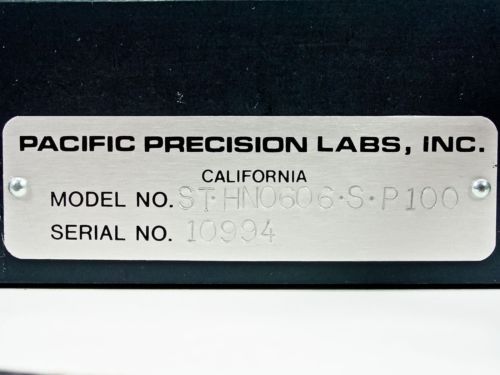 PACIFIC PRECISION LABS, INC.
CALIFORNIA
MODEL NO. ST·HN0606·S·P100
SERIAL NO. 10994